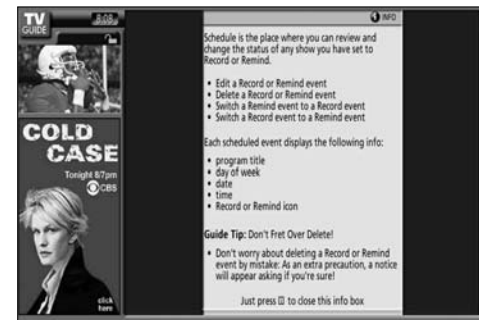 TV
GUIDE
8:08
INFO
Schedule is the place where you can review and
change the status of any show you have set to
Record or Remind.
• Edit a Record or Remind event
• Delete a Record or Remind event
• Switch a Remind event to a Record event
• Switch a Record event to a Remind event
Each scheduled event displays the following info:
• program title
• day of week
• date
• time
• Record or Remind icon
Guide Tip: Don't Fret Over Delete!
• Don't worry about deleting a Record or Remind
event by mistake: As an extra precaution, a notice
will appear asking if you're sure!
Just press to close this info box
COLD
CASE
Tonight 8/7pm
CBS
click
here